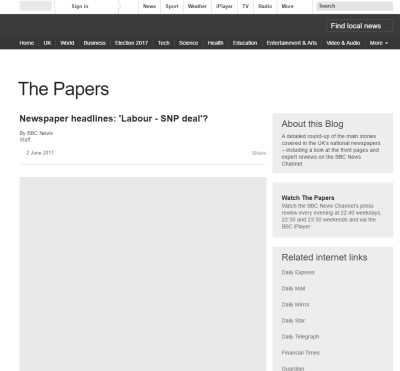 Sign in News Sport Weather iPlayer TV Radio More Search
Find local news
Home UK World Business Election 2017 Tech Science Health Education Entertainment & Arts Video & Audio More
The Papers
Newspaper headlines: 'Labour - SNP deal'?
By BBC News
Staff
2 June 2017 Share
About this Blog
A detailed round-up of the main stories
covered in the UK's national newspapers
– including a look at the front pages and
expert reviews on the BBC News
Channel.
Watch The Papers
Watch the BBC News Channel's press
review every evening at 22:40 weekdays,
22:30 and 23:30 weekends and via the
BBC iPlayer
Related internet links
Daily Express
Daily Mail
Daily Mirror
Daily Star
Daily Telegraph
Financial Times
Guardian